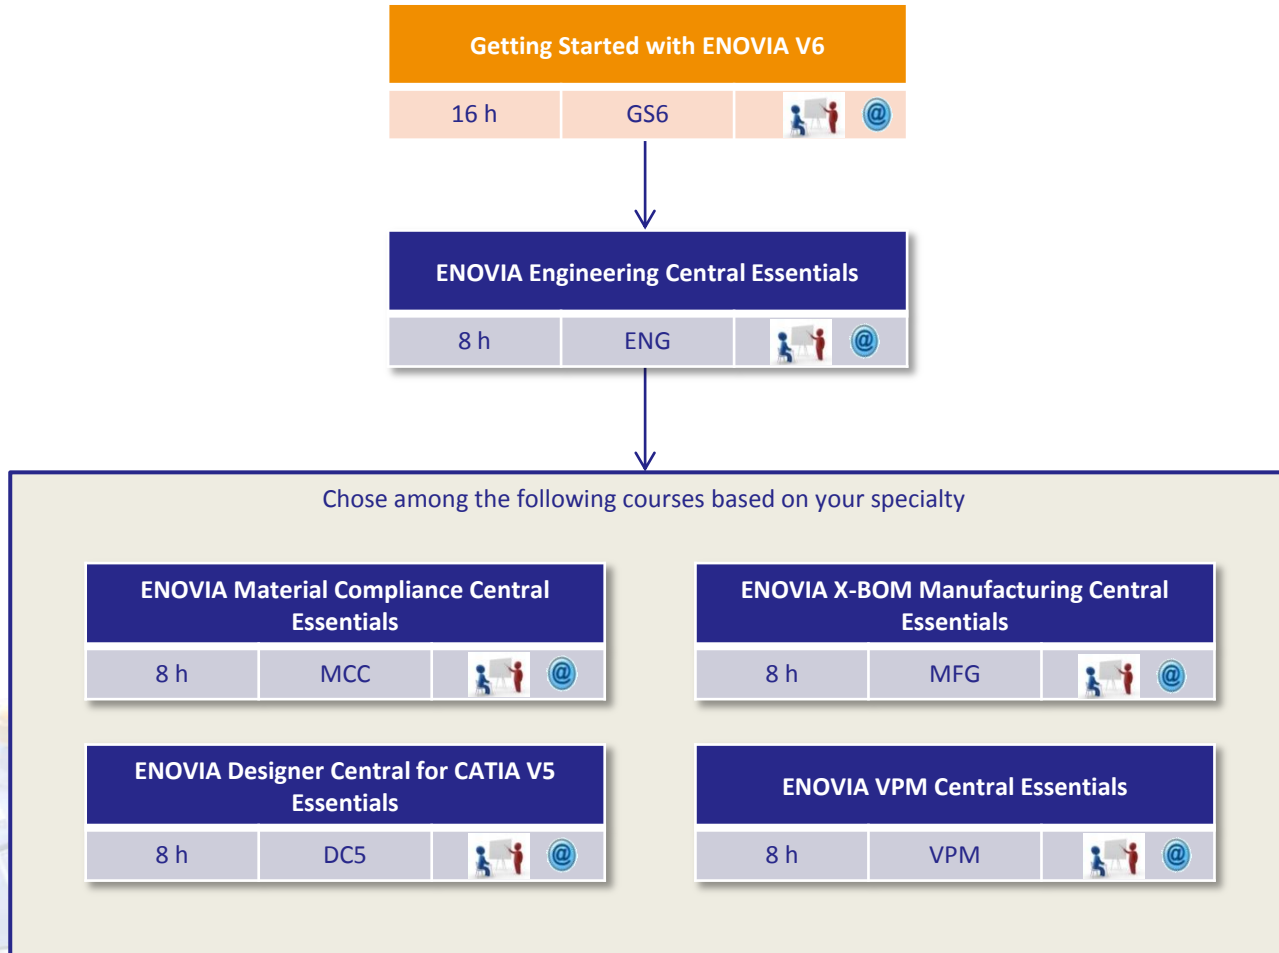 Getting Started with ENOVIA V6
16 h GS6 @
ENOVIA Engineering Central Essentials
8 h ENG @
Chose among the following courses based on your specialty
ENOVIA Material Compliance Central
Essentials
8 h MCC @
ENOVIA X-BOM Manufacturing Central
Essentials
8 h MFG @
ENOVIA Designer Central for CATIA V5
Essentials
8 h DC5 @
ENOVIA VPM Central Essentials
8 h VPM @